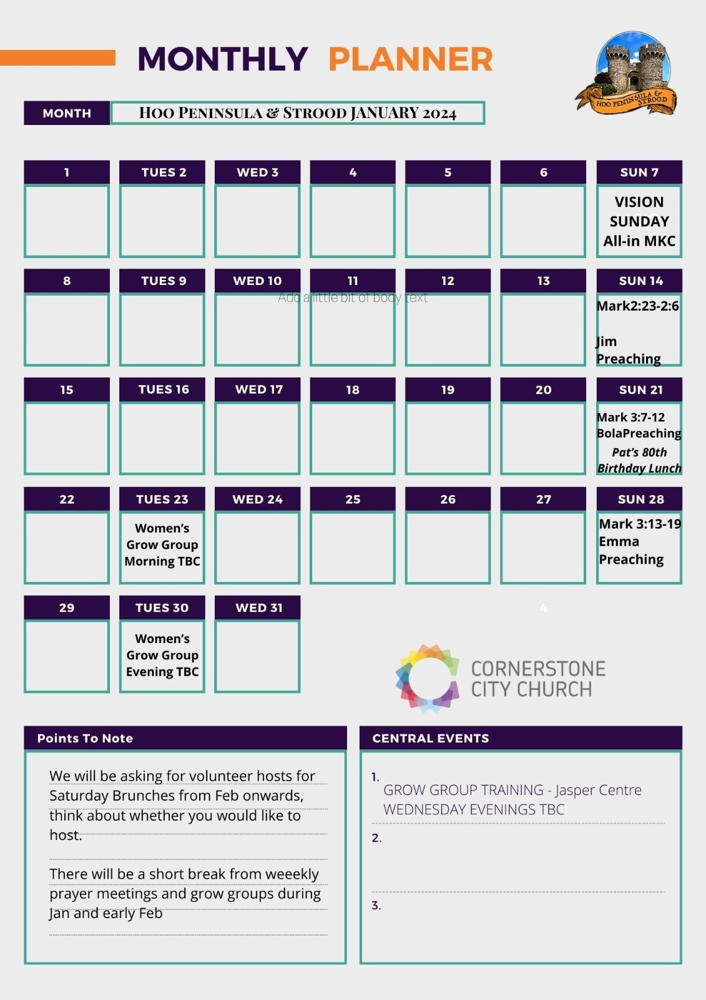 MONTHLY PLANNER
HOO PENINSULA & STROOD
MONTH
Hoo Peninsula & Strood JANUARY 2024
1 TUES 2 WED 3 4 5 6 SUN 7
VISION
SUNDAY
All-in MKC
8 TUES 9 WED 10 11 12 13 SUN 14
Add a little bit of body text
Mark2:23-2:6
Jim
Preaching
15 TUES 16 WED 17 18 19 20 SUN 21
Mark 3:7-12
BolaPreaching
Pat's 80th
Birthday Lunch
22 TUES 23 WED 24 25 26 27 SUN 28
Women's
Grow Group
Morning TBC
Mark 3:13-19
Emma
Preaching
29 TUES 30 WED 31 4
Women's
Grow Group
Evening TBC
CORNERSTONE
CITY CHURCH
Points To Note
We will be asking for volunteer hosts for
Saturday Brunches from Feb onwards,
think about whether you would like to
host.
There will be a short break from weeekly
prayer meetings and grow groups during
Jan and early Feb
CENTRAL EVENTS
1.
GROW GROUP TRAINING - Jasper Centre
WEDNESDAY EVENINGS TBC
2.
3.